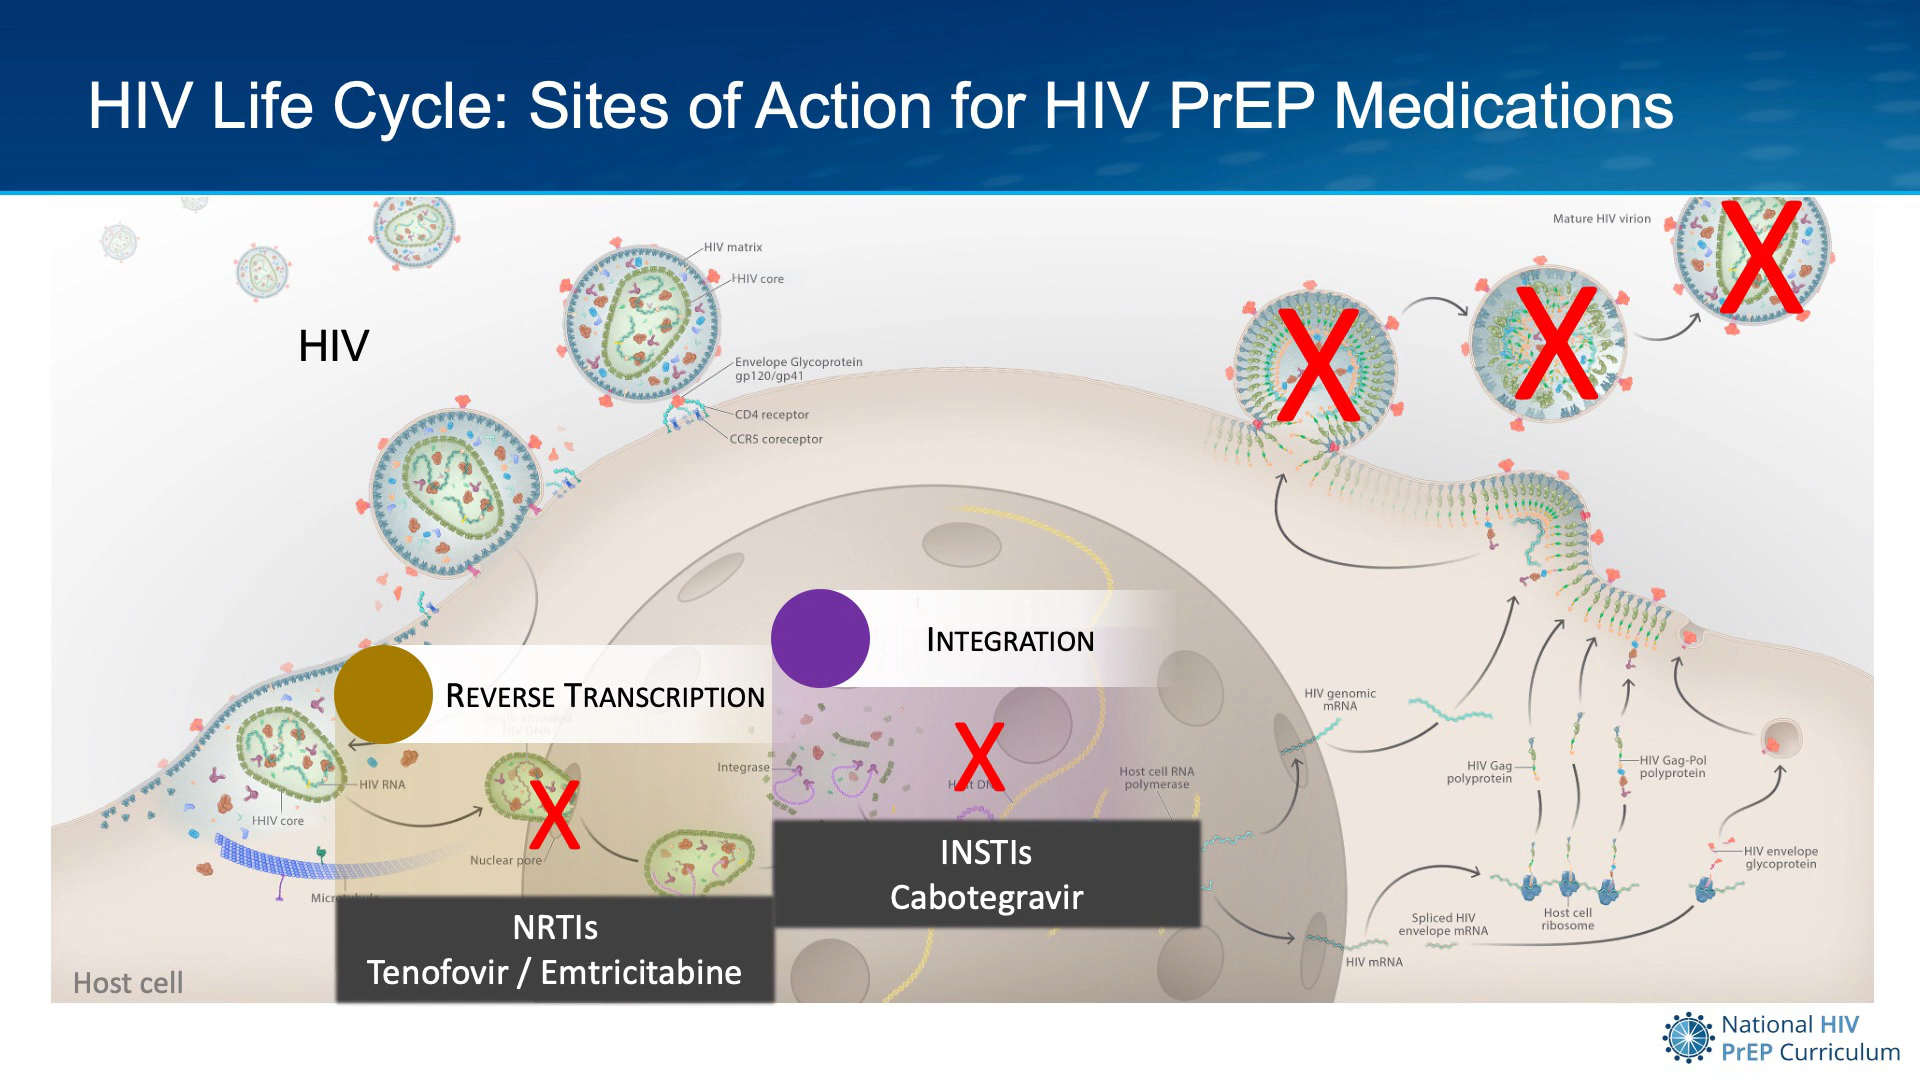 HIV Life Cycle: Sites of Action for HIV PrEP Medications
Mature HIV virion
HIV matrix
HIV core
HIV
Envelope Glycoprotein
gp120/gp41
CD4 receptor
CCR5 coreceptor
INTEGRATION
REVERSE TRANSCRIPTION
HIV DNA
HIV genomic
mRNA
Integrase
Host cell RNA
polymerase
HIV Gag
polyprotein
HIV Gag-Pol
polyprotein
HIV RNA
HIV core
Nuclear pore
INSTIs
Cabotegravir
HIV envelope
glycoprotein
NRTIs
Tenofovir / Emtricitabine
Spliced HIV
envelope mRNA
Host cell
ribosome
HIV mRNA
Host cell
National HIV
PrEP Curriculum